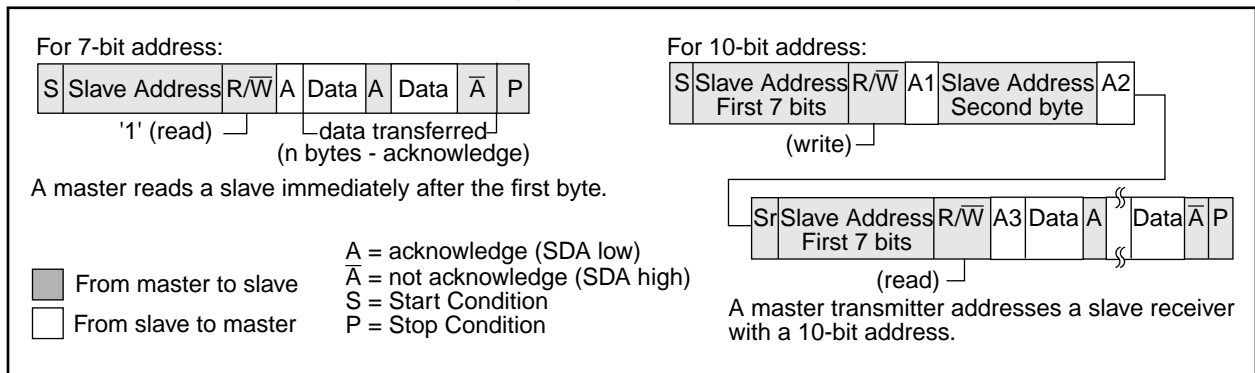 For 7-bit address:
S Slave Address R/W̅ A Data A Data A̅ P
'1' (read)
data transferred
(n bytes - acknowledge)
A master reads a slave immediately after the first byte.
From master to slave
From slave to master
A = acknowledge (SDA low)
A̅ = not acknowledge (SDA high)
S = Start Condition
P = Stop Condition
For 10-bit address:
S Slave Address First 7 bits R/W̅ A1 Slave Address Second byte A2
(write)
Sr Slave Address First 7 bits R/W̅ A3 Data A Data A̅ P
(read)
A master transmitter addresses a slave receiver
with a 10-bit address.